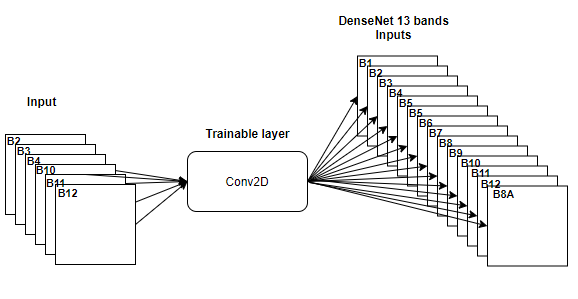 DenseNet 13 bands
Inputs
Input
B2
B3
B4
B10
B11
B12
Trainable layer
Conv2D
B1
B2
B3
B4
B5
B5
B6
B7
B8
B9
B10
B11
B12
B8A